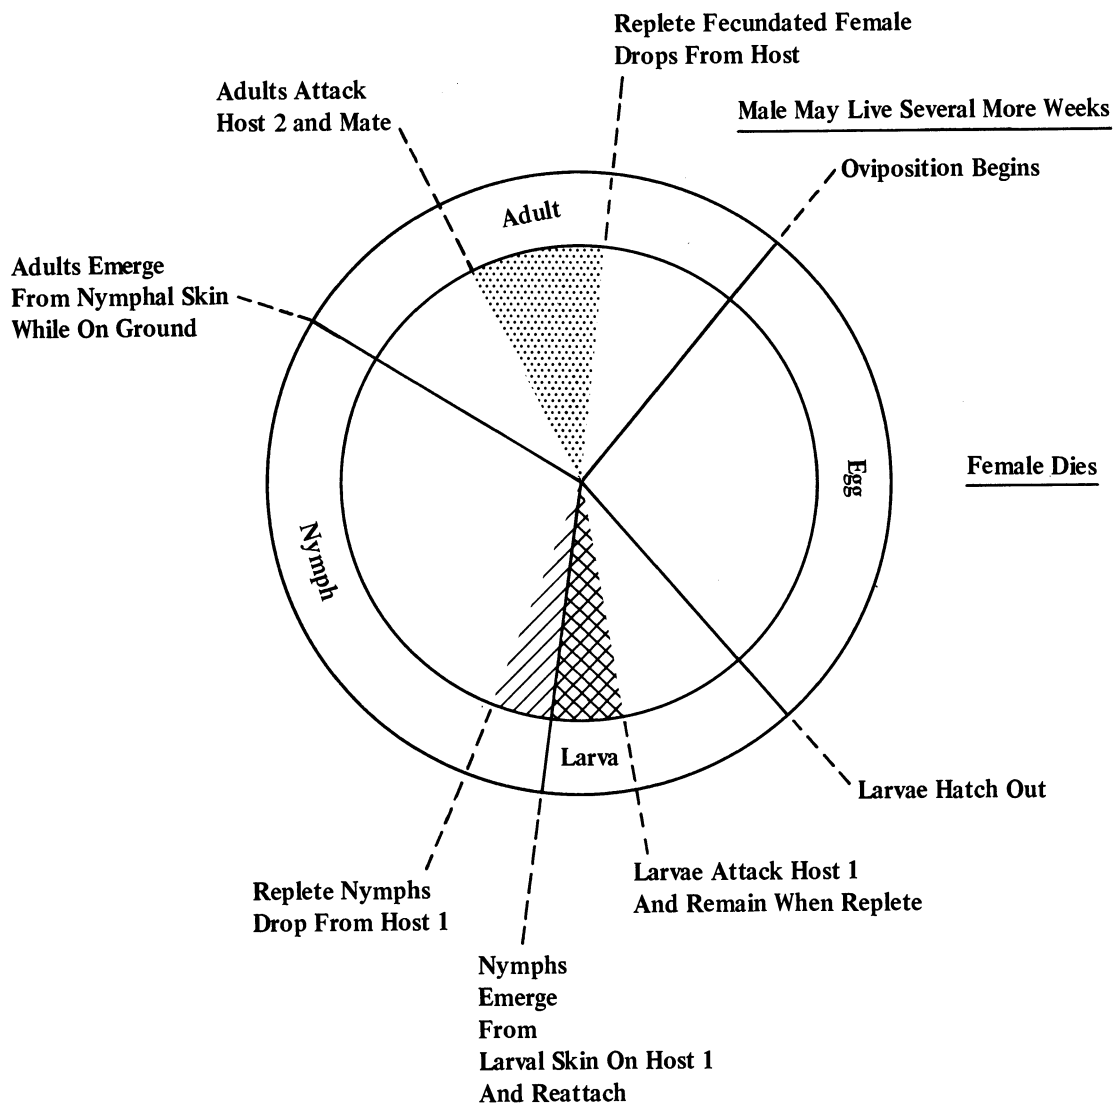 Replete Fecundated Female
Drops From Host
Adults Attack
Host 2 and Mate
Male May Live Several More Weeks
Oviposition Begins
Adult
Adults Emerge
From Nymphal Skin
While On Ground
Egg
Female Dies
Nymph
Larva
Larvae Hatch Out
Larvae Attack Host 1
And Remain When Replete
Replete Nymphs
Drop From Host 1
Nymphs
Emerge
From
Larval Skin On Host 1
And Reattach